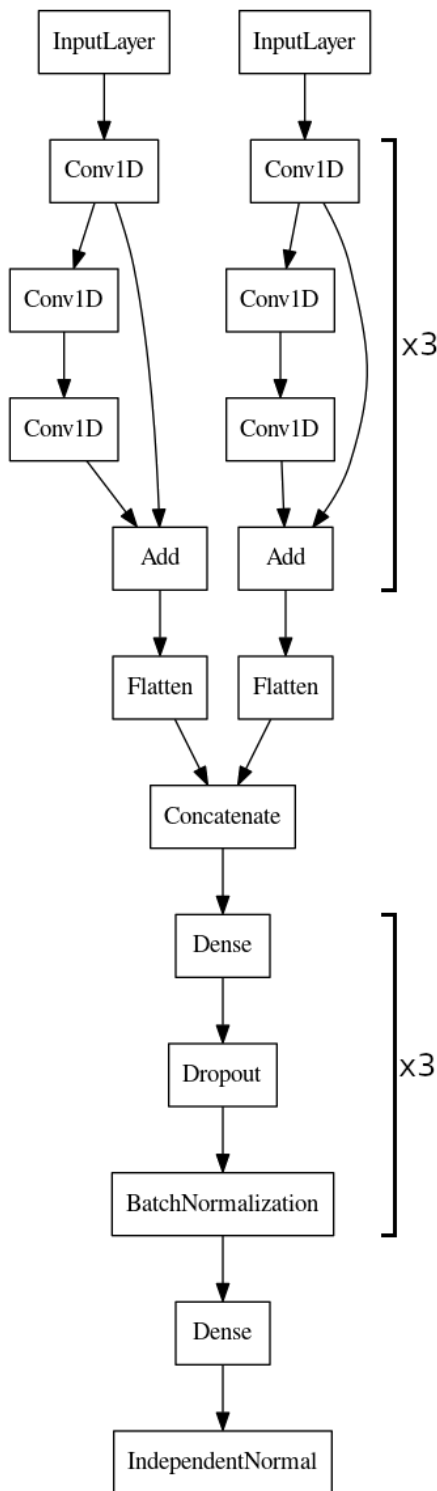 InputLayer InputLayer
Conv1D Conv1D
Conv1D Conv1D
x3
Conv1D Conv1D
Add Add
Flatten Flatten
Concatenate
Dense
Dropout
x3
BatchNormalization
Dense
IndependentNormal